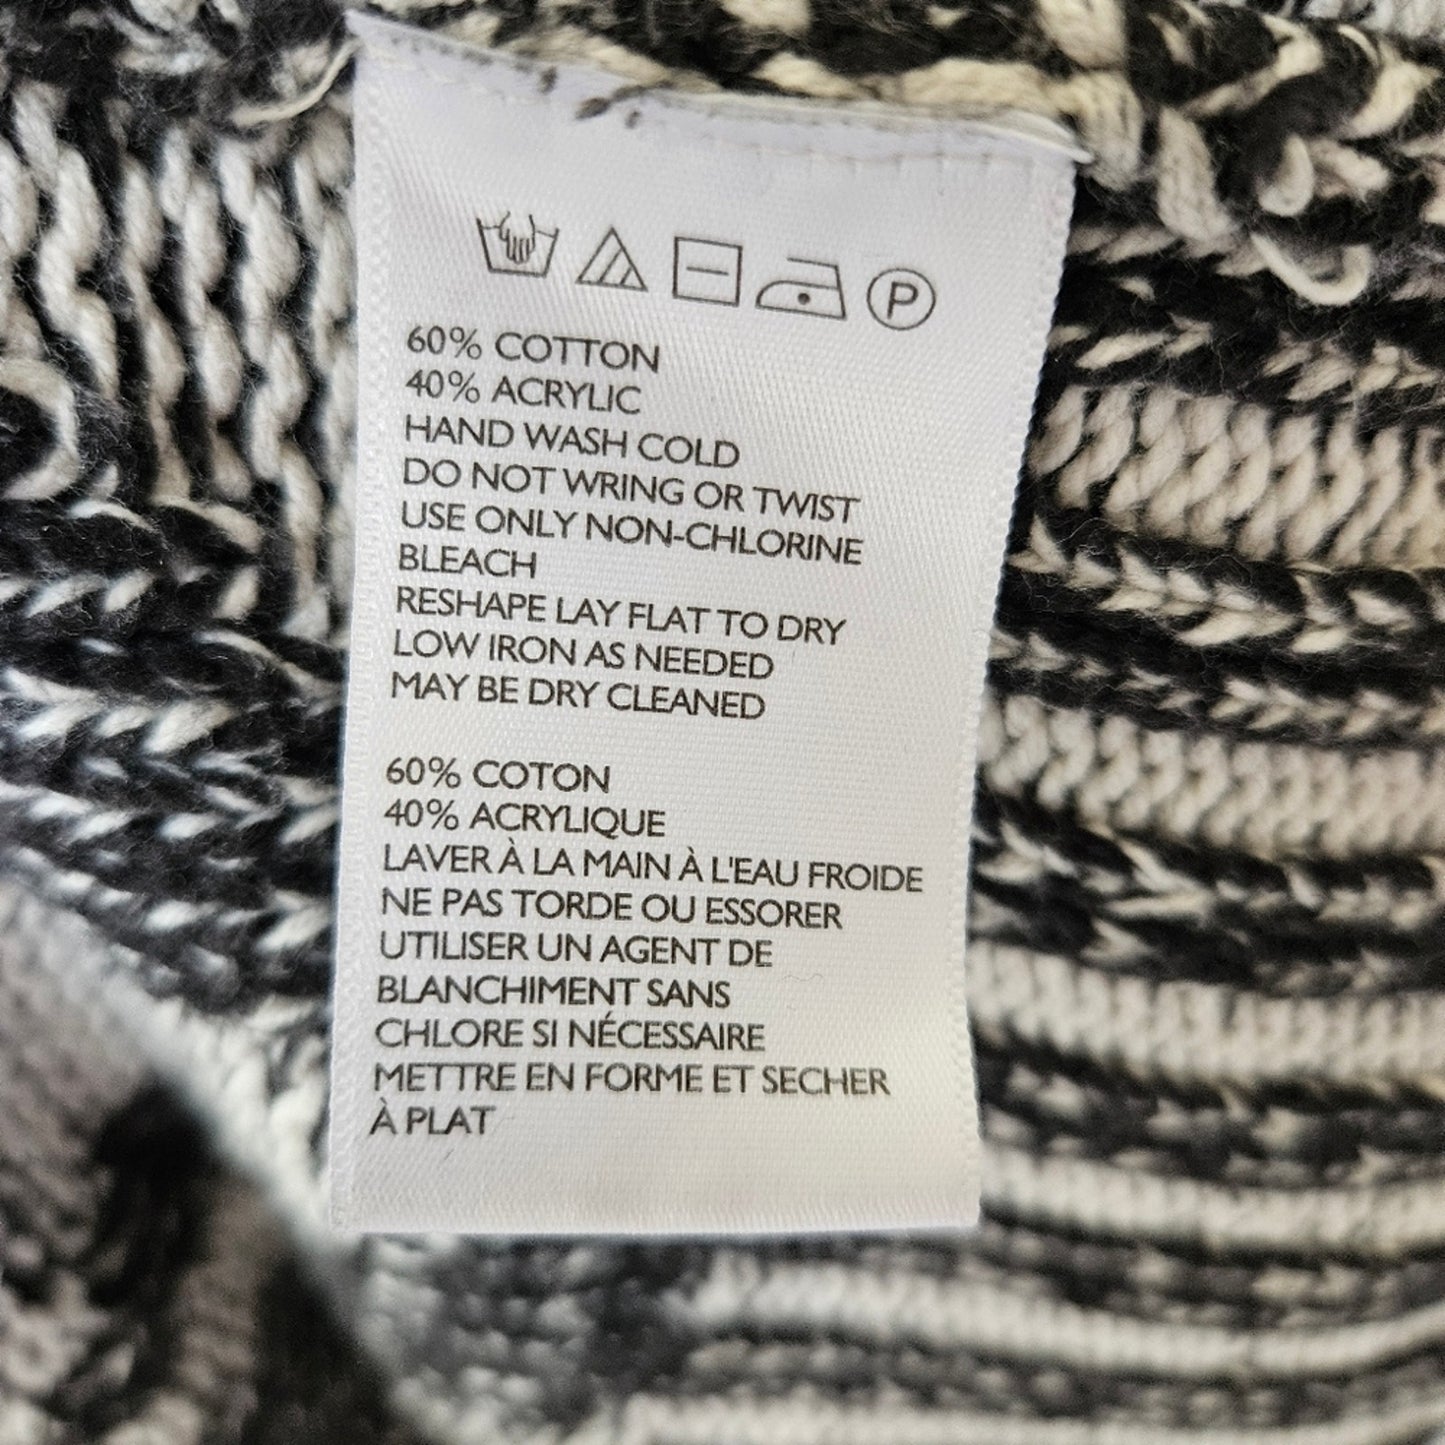 P
60% COTTON
40% ACRYLIC
HAND WASH COLD
DO NOT WRING OR TWIST
USE ONLY NON-CHLORINE
BLEACH
RESHAPE LAY FLAT TO DRY
LOW IRON AS NEEDED
MAY BE DRY CLEANED
60% COTON
40% ACRYLIQUE
LAVER À LA MAIN À L'EAU FROIDE
NE PAS TORDE OU ESSORER
UTILISER UN AGENT DE
BLANCHIMENT SANS
CHLORE SI NÉCESSAIRE
METTRE EN FORME ET SECHER
À PLAT